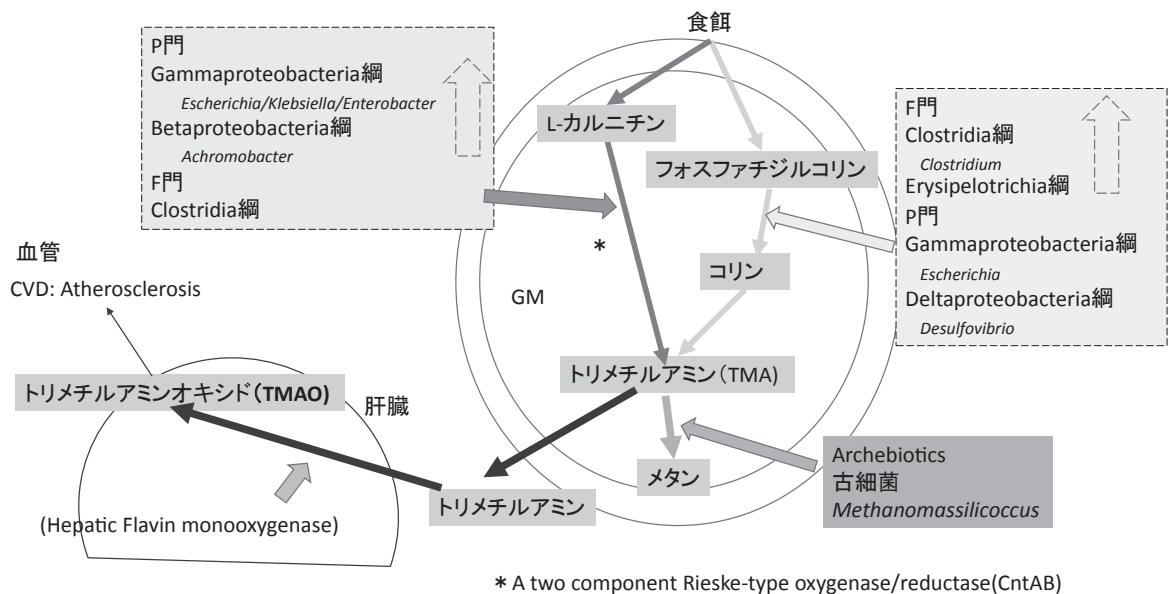 食餌
P門
Gammaproteobacteria綱
Escherichia/Klebsiella/Enterobacter
Betaproteobacteria綱
Achromobacter
F門
Clostridia綱
L-カルニチン
フォスファチジルコリン
F門
Clostridia綱
Clostridium
Erysipelotrichia綱
P門
Gammaproteobacteria綱
Escherichia
Deltaproteobacteria綱
Desulfovibrio
*
コリン
GM
血管
CVD: Atherosclerosis
トリメチルアミン(TMA)
トリメチルアミンオキシド(TMAO)
肝臓
メタン
Archebiotics
古細菌
Methanomassilicoccus
トリメチルアミン
(Hepatic Flavin monooxygenase)
* A two component Rieske-type oxygenase/reductase(CntAB)